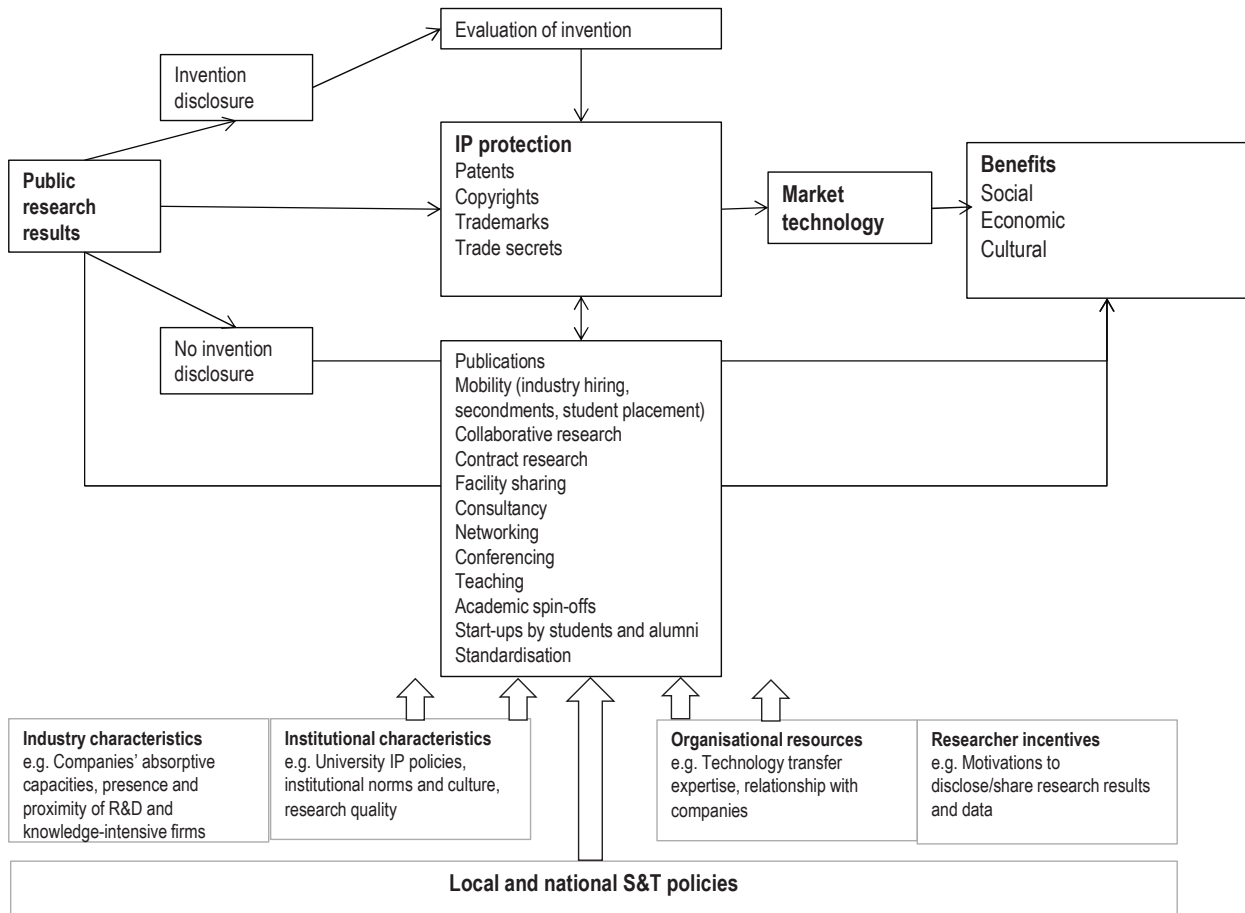 Evaluation of invention
Invention
disclosure
Public
research
results
IP protection
Patents
Copyrights
Trademarks
Trade secrets
Market
technology
Benefits
Social
Economic
Cultural
No invention
disclosure
Publications
Mobility (industry hiring,
secondments, student placement)
Collaborative research
Contract research
Facility sharing
Consultancy
Networking
Conferencing
Teaching
Academic spin-offs
Start-ups by students and alumni
Standardisation
Industry characteristics
e.g. Companies’ absorptive
capacities, presence and
proximity of R&D and
knowledge-intensive firms
Institutional characteristics
e.g. University IP policies,
institutional norms and culture,
research quality
Organisational resources
e.g. Technology transfer
expertise, relationship with
companies
Researcher incentives
e.g. Motivations to
disclose/share research results
and data
Local and national S&T policies